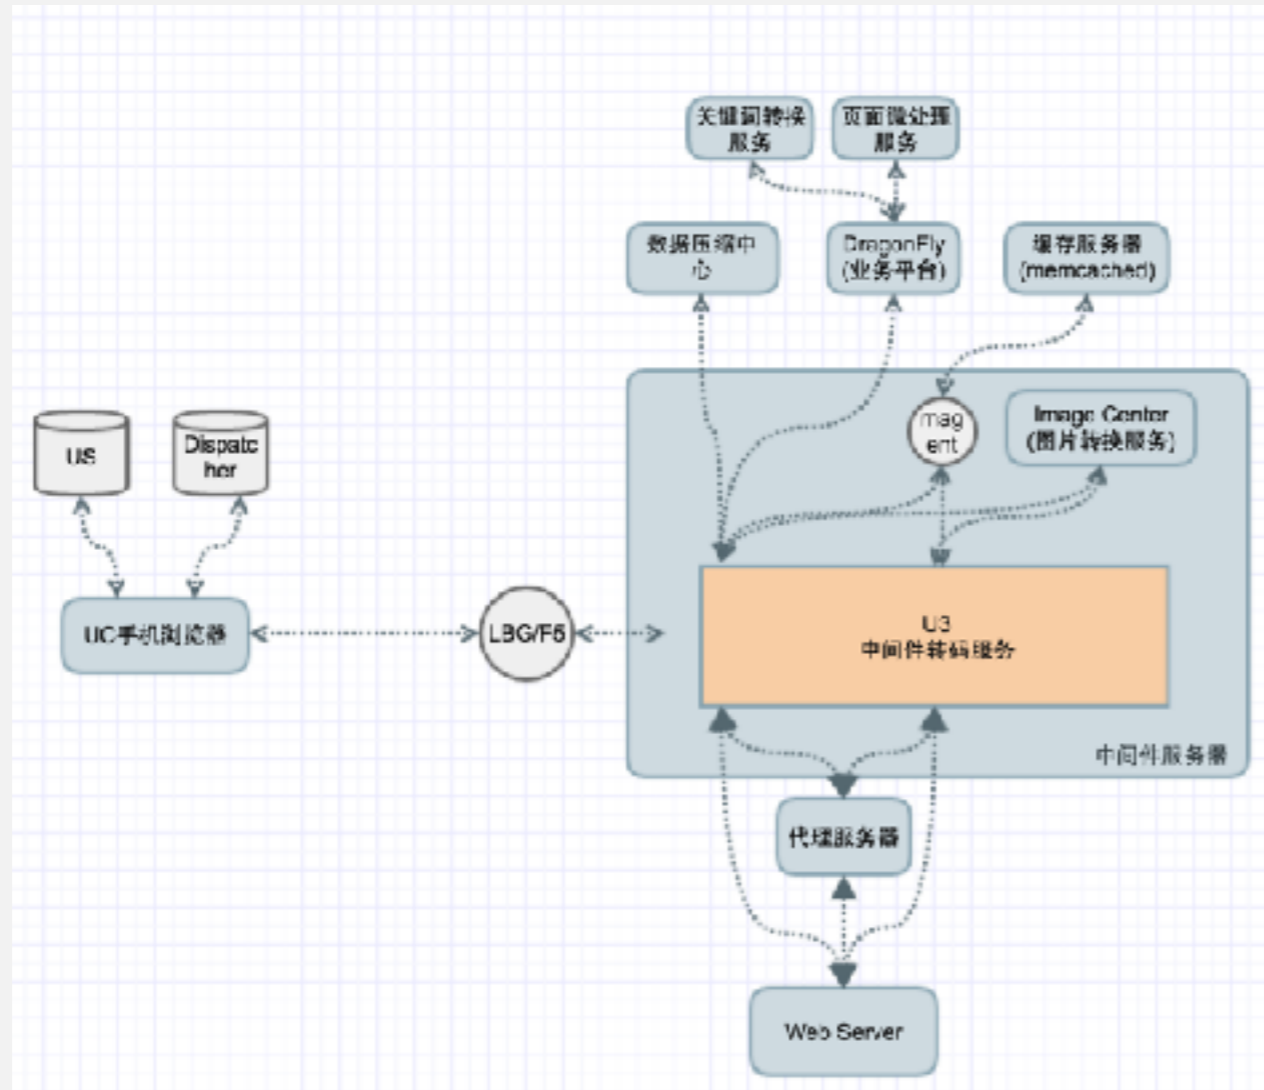 关键词转换
服务
页面微处理
服务
数据压缩中
心
DragonFly
(业务平台)
缓存服务器
(memcached)
US
Dispatc
her
mag
ent
Image Center
(图片转换服务)
UC手机浏览器
LBG/F5
U3
中间件转码服务
中间件服务器
代理服务器
Web Server